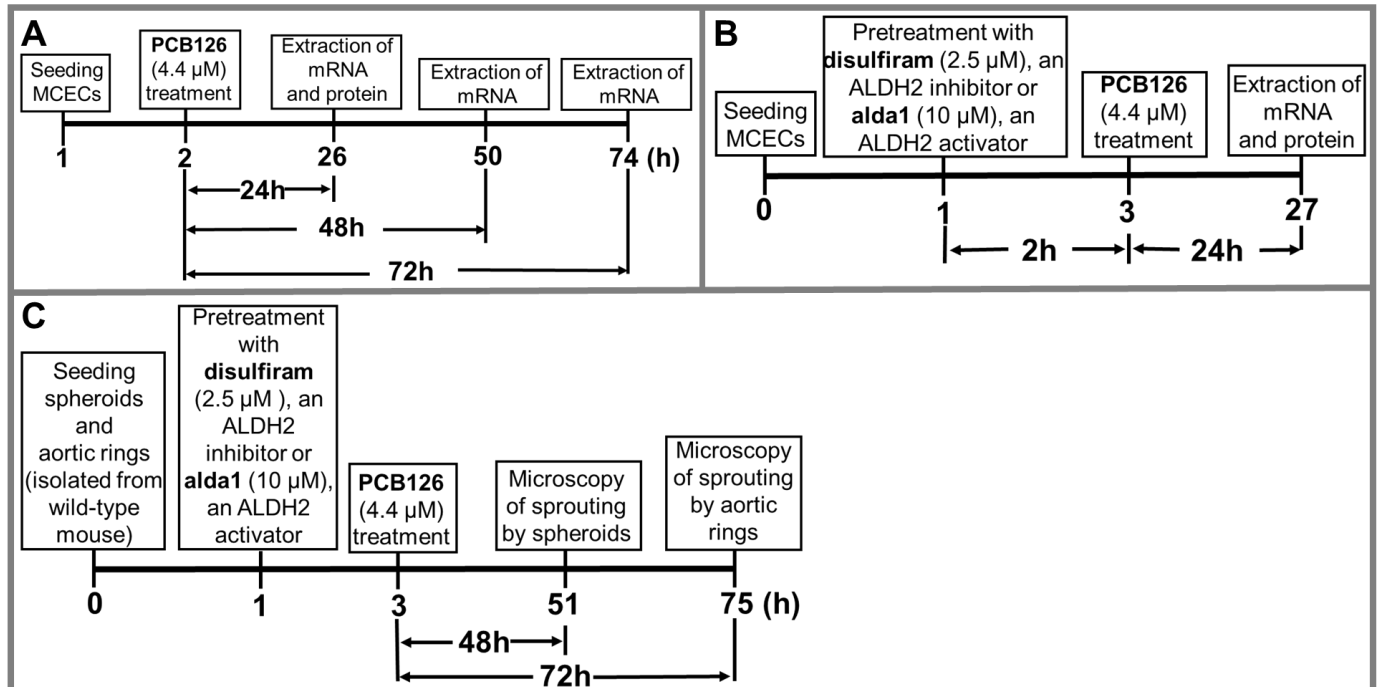 A
Seeding
MCECs
PCB126
(4.4 µM)
treatment
Extraction of
mRNA
and protein
Extraction of
mRNA
Extraction of
mRNA
1
2
26
50
74 (h)
24h
48h
72h
B
Seeding
MCECs
Pretreatment with
disulfiram (2.5 µM), an
ALDH2 inhibitor or
alda1 (10 µM), an
ALDH2 activator
PCB126
(4.4 µM)
treatment
Extraction of
mRNA
and protein
0
1
3
27
2h
24h
C
Seeding
spheroids
and
aortic rings
(isolated from
wild-type
mouse)
Pretreatment
with
disulfiram
(2.5 µM ), an
ALDH2
inhibitor or
alda1 (10 µM),
an ALDH2
activator
PCB126
(4.4 µM)
treatment
Microscopy
of sprouting
by spheroids
Microscopy
of sprouting
by aortic
rings
0
1
3
51
75 (h)
48h
72h